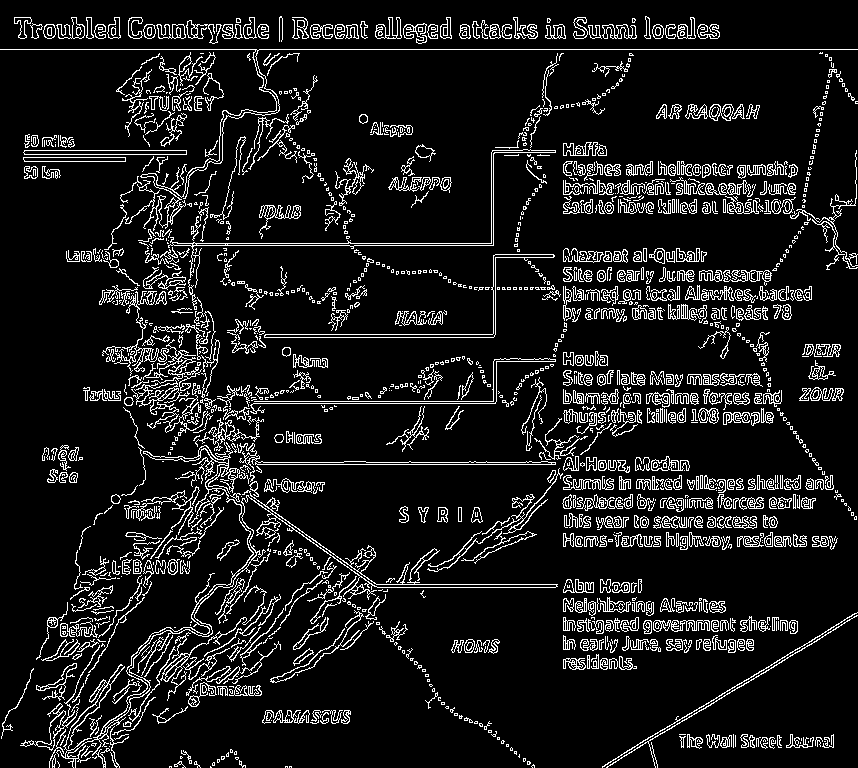 Troubled Countryside | Recent alleged attacks in Sunni locales
TURKEY
AR RAQQAH
50 miles
50 km
Aleppo
ALEPPO
IDLIB
Haffa
Clashes and helicopter gunship
bombardment since early June
said to have killed at least 100
Latakia
LATAKIA
Mazraat al-Qubair
Site of early June massacre
blamed on local Alawites, backed
by army, that killed at least 78
HAMA
Hama
TARTUS
Tartus
Houla
Site of late May massacre
blamed on regime forces and
thugs that killed 108 people
DEIR
EL-
ZOUR
Homs
Med.
Sea
Al-Houz, Modan
Sunnis in mixed villages shelled and
displaced by regime forces earlier
this year to secure access to
Homs-Tartus highway, residents say
Al-Qusayr
Tripoli
SYRIA
LEBANON
Abu Hoori
Neighboring Alawites
instigated government shelling
in early June, say refugee
residents.
Beirut
HOMS
Damascus
DAMASCUS
The Wall Street Journal